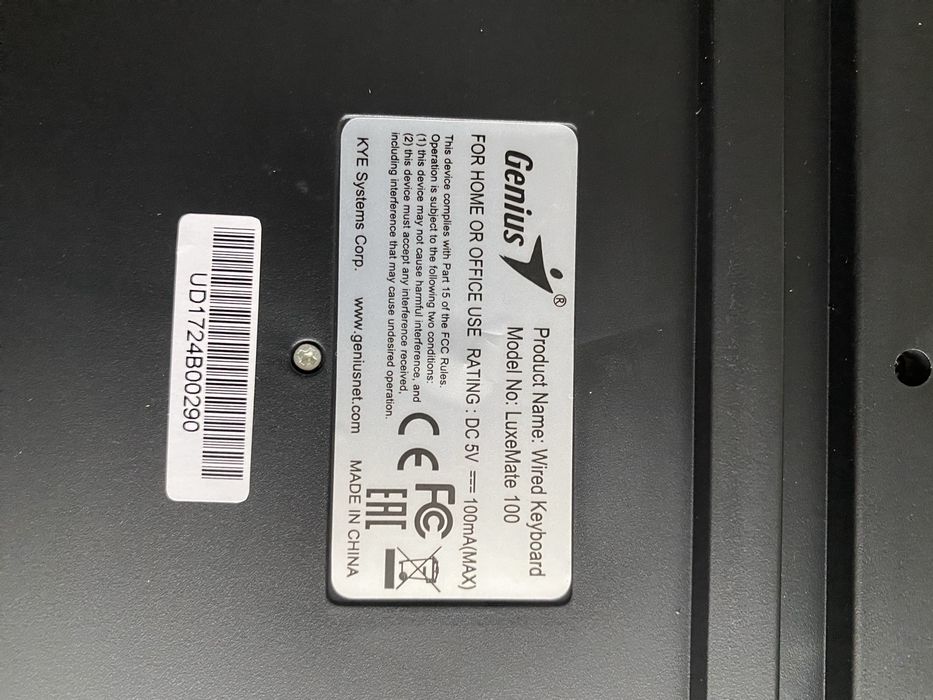 Genius®
Product Name: Wired Keyboard
Model No: LuxeMate 100
FOR HOME OR OFFICE USE RATING : DC 5V ⎓ 100mA(MAX)
This device complies with Part 15 of the FCC Rules.
Operation is subject to the following two conditions:
(1) this device may not cause harmful interference, and
(2) this device must accept any interference received,
including interference that may cause undesired operation.
CE FC EAC
KYE Systems Corp. www.geniusnet.com MADE IN CHINA
UD1724B00290